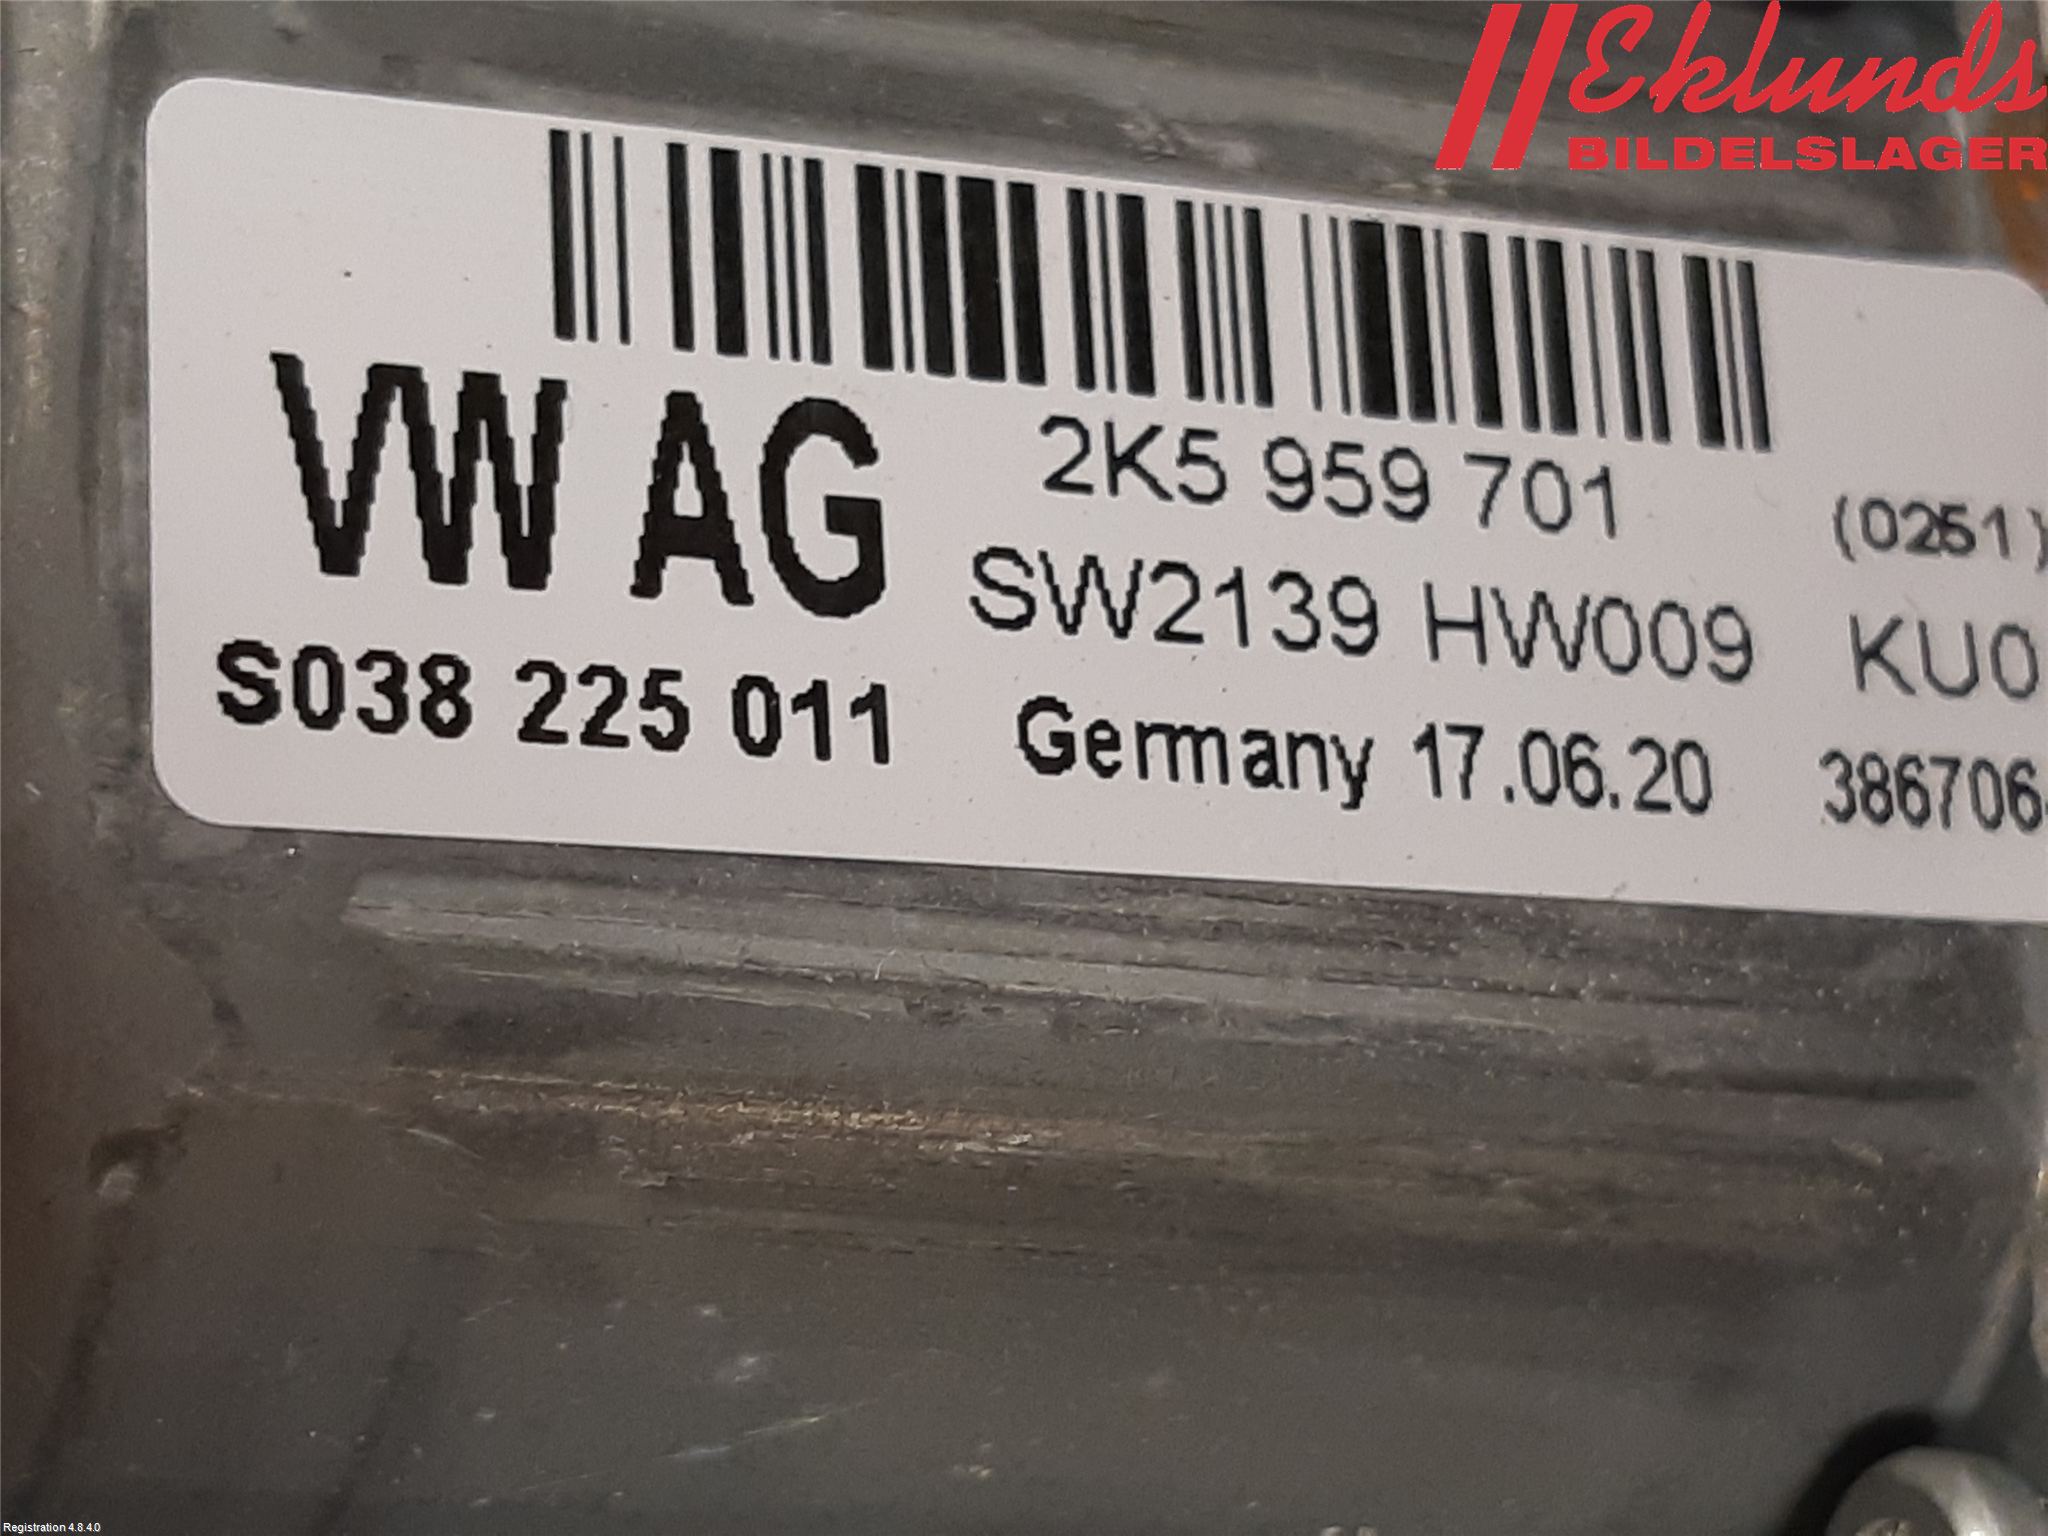 Eklunds
BILDELSLAGER
VW AG
2K5 959 701 (0251)
SW2139 HW009 KU0
S038 225 011 Germany 17.06.20 386706
Registration 4.8.4.0